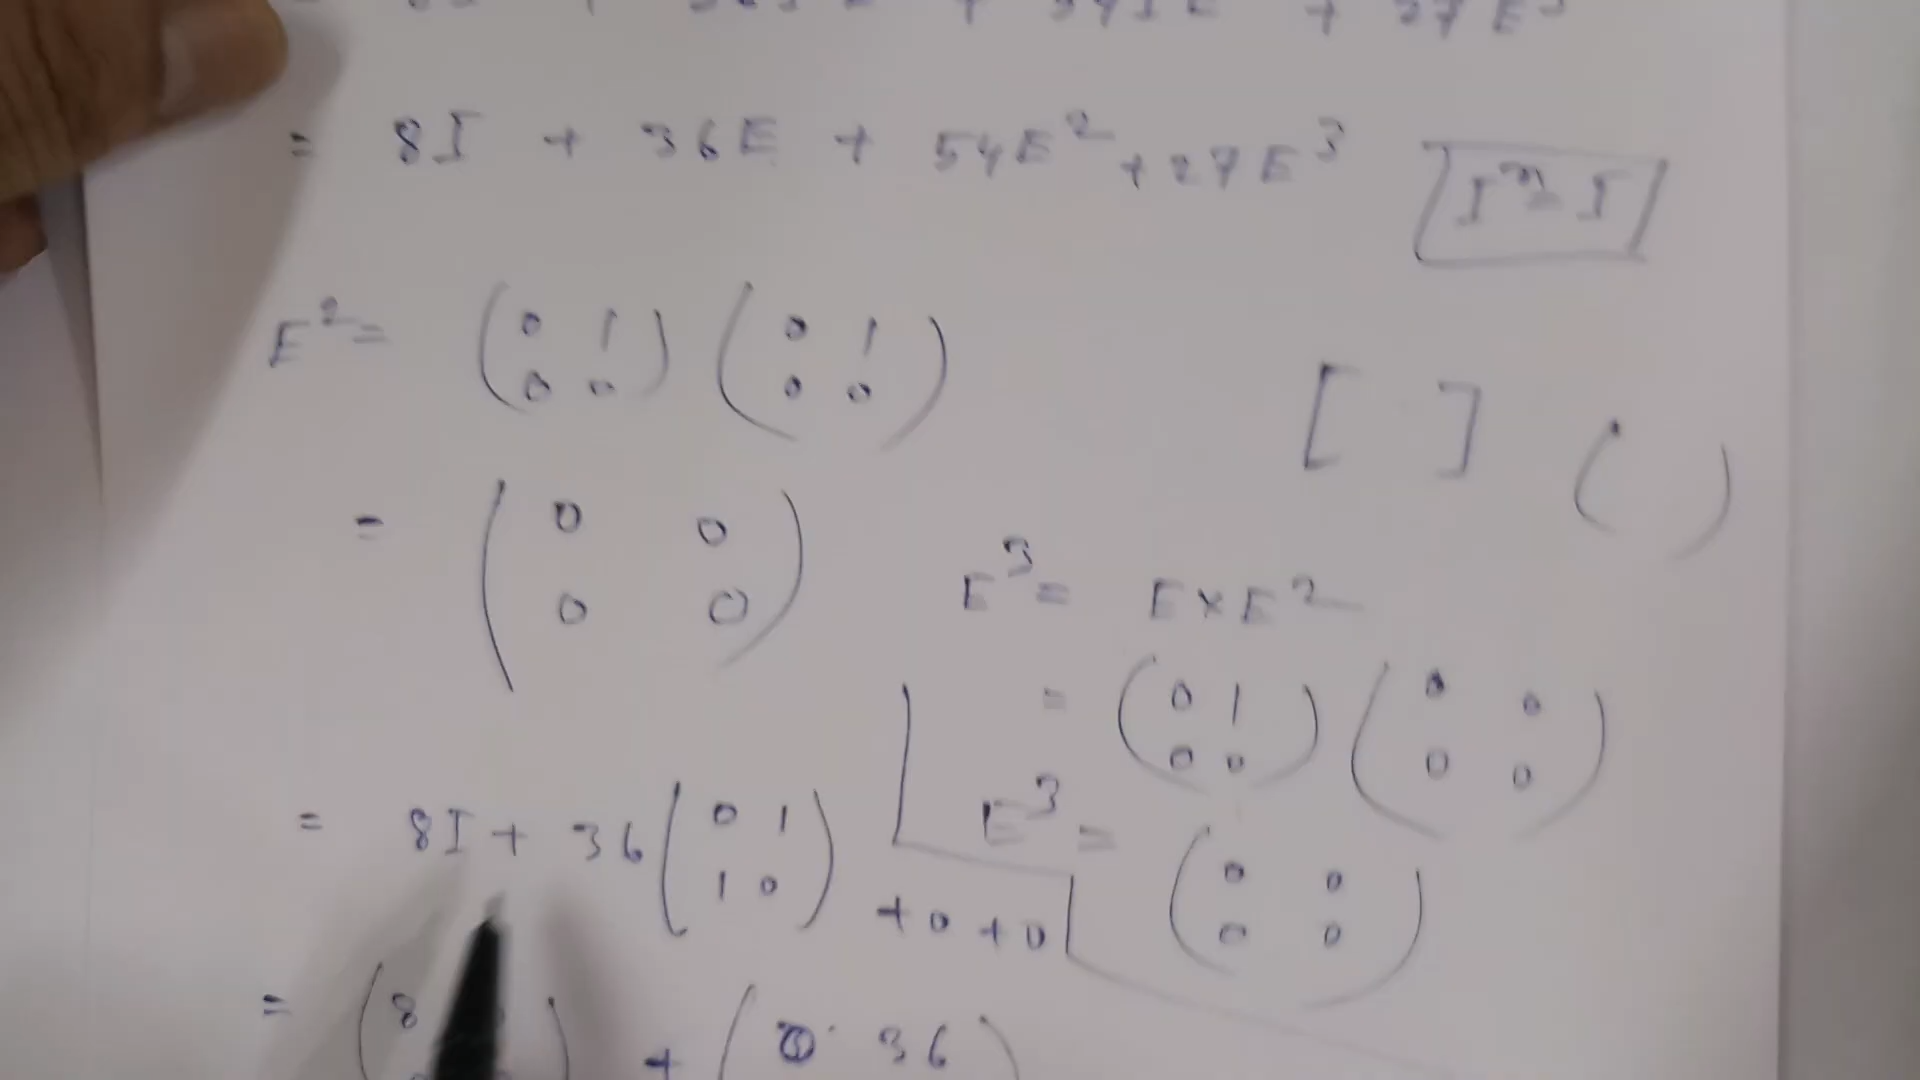 + 27E³
= 8I + 36E + 54E² + 27E³ Iⁿ = I
E² = ( 0 1 ) ( 0 1 )
0 0 0 0
[ ] ( )
= ( 0 0 )
0 0
E³ = E × E²
= ( 0 1 ) ( 0 0 )
0 0 0 0
E³ = ( 0 0 )
0 0
= 8I + 36 ( 0 1 ) + 0 + 0
1 0
= ( 8 ) + ( 0 36 )